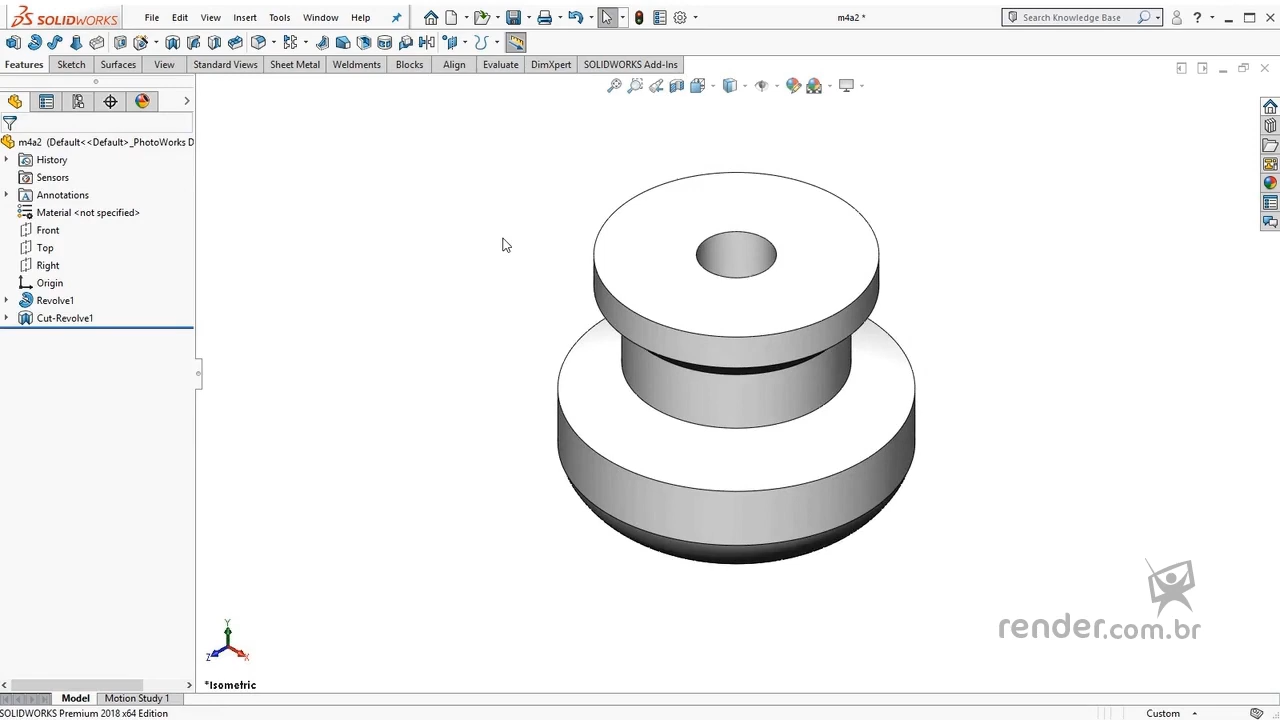 SOLIDWORKS File Edit View Insert Tools Window Help m4a2 * Search Knowledge Base ?
Features Sketch Surfaces View Standard Views Sheet Metal Weldments Blocks Align Evaluate DimXpert SOLIDWORKS Add-Ins
m4a2 (Default<<Default>_PhotoWorks D
History
Sensors
Annotations
Material <not specified>
Front
Top
Right
Origin
Revolve1
Cut-Revolve1
render.com.br
Y
Z X
*Isometric
Model Motion Study 1
SOLIDWORKS Premium 2018 x64 Edition Custom